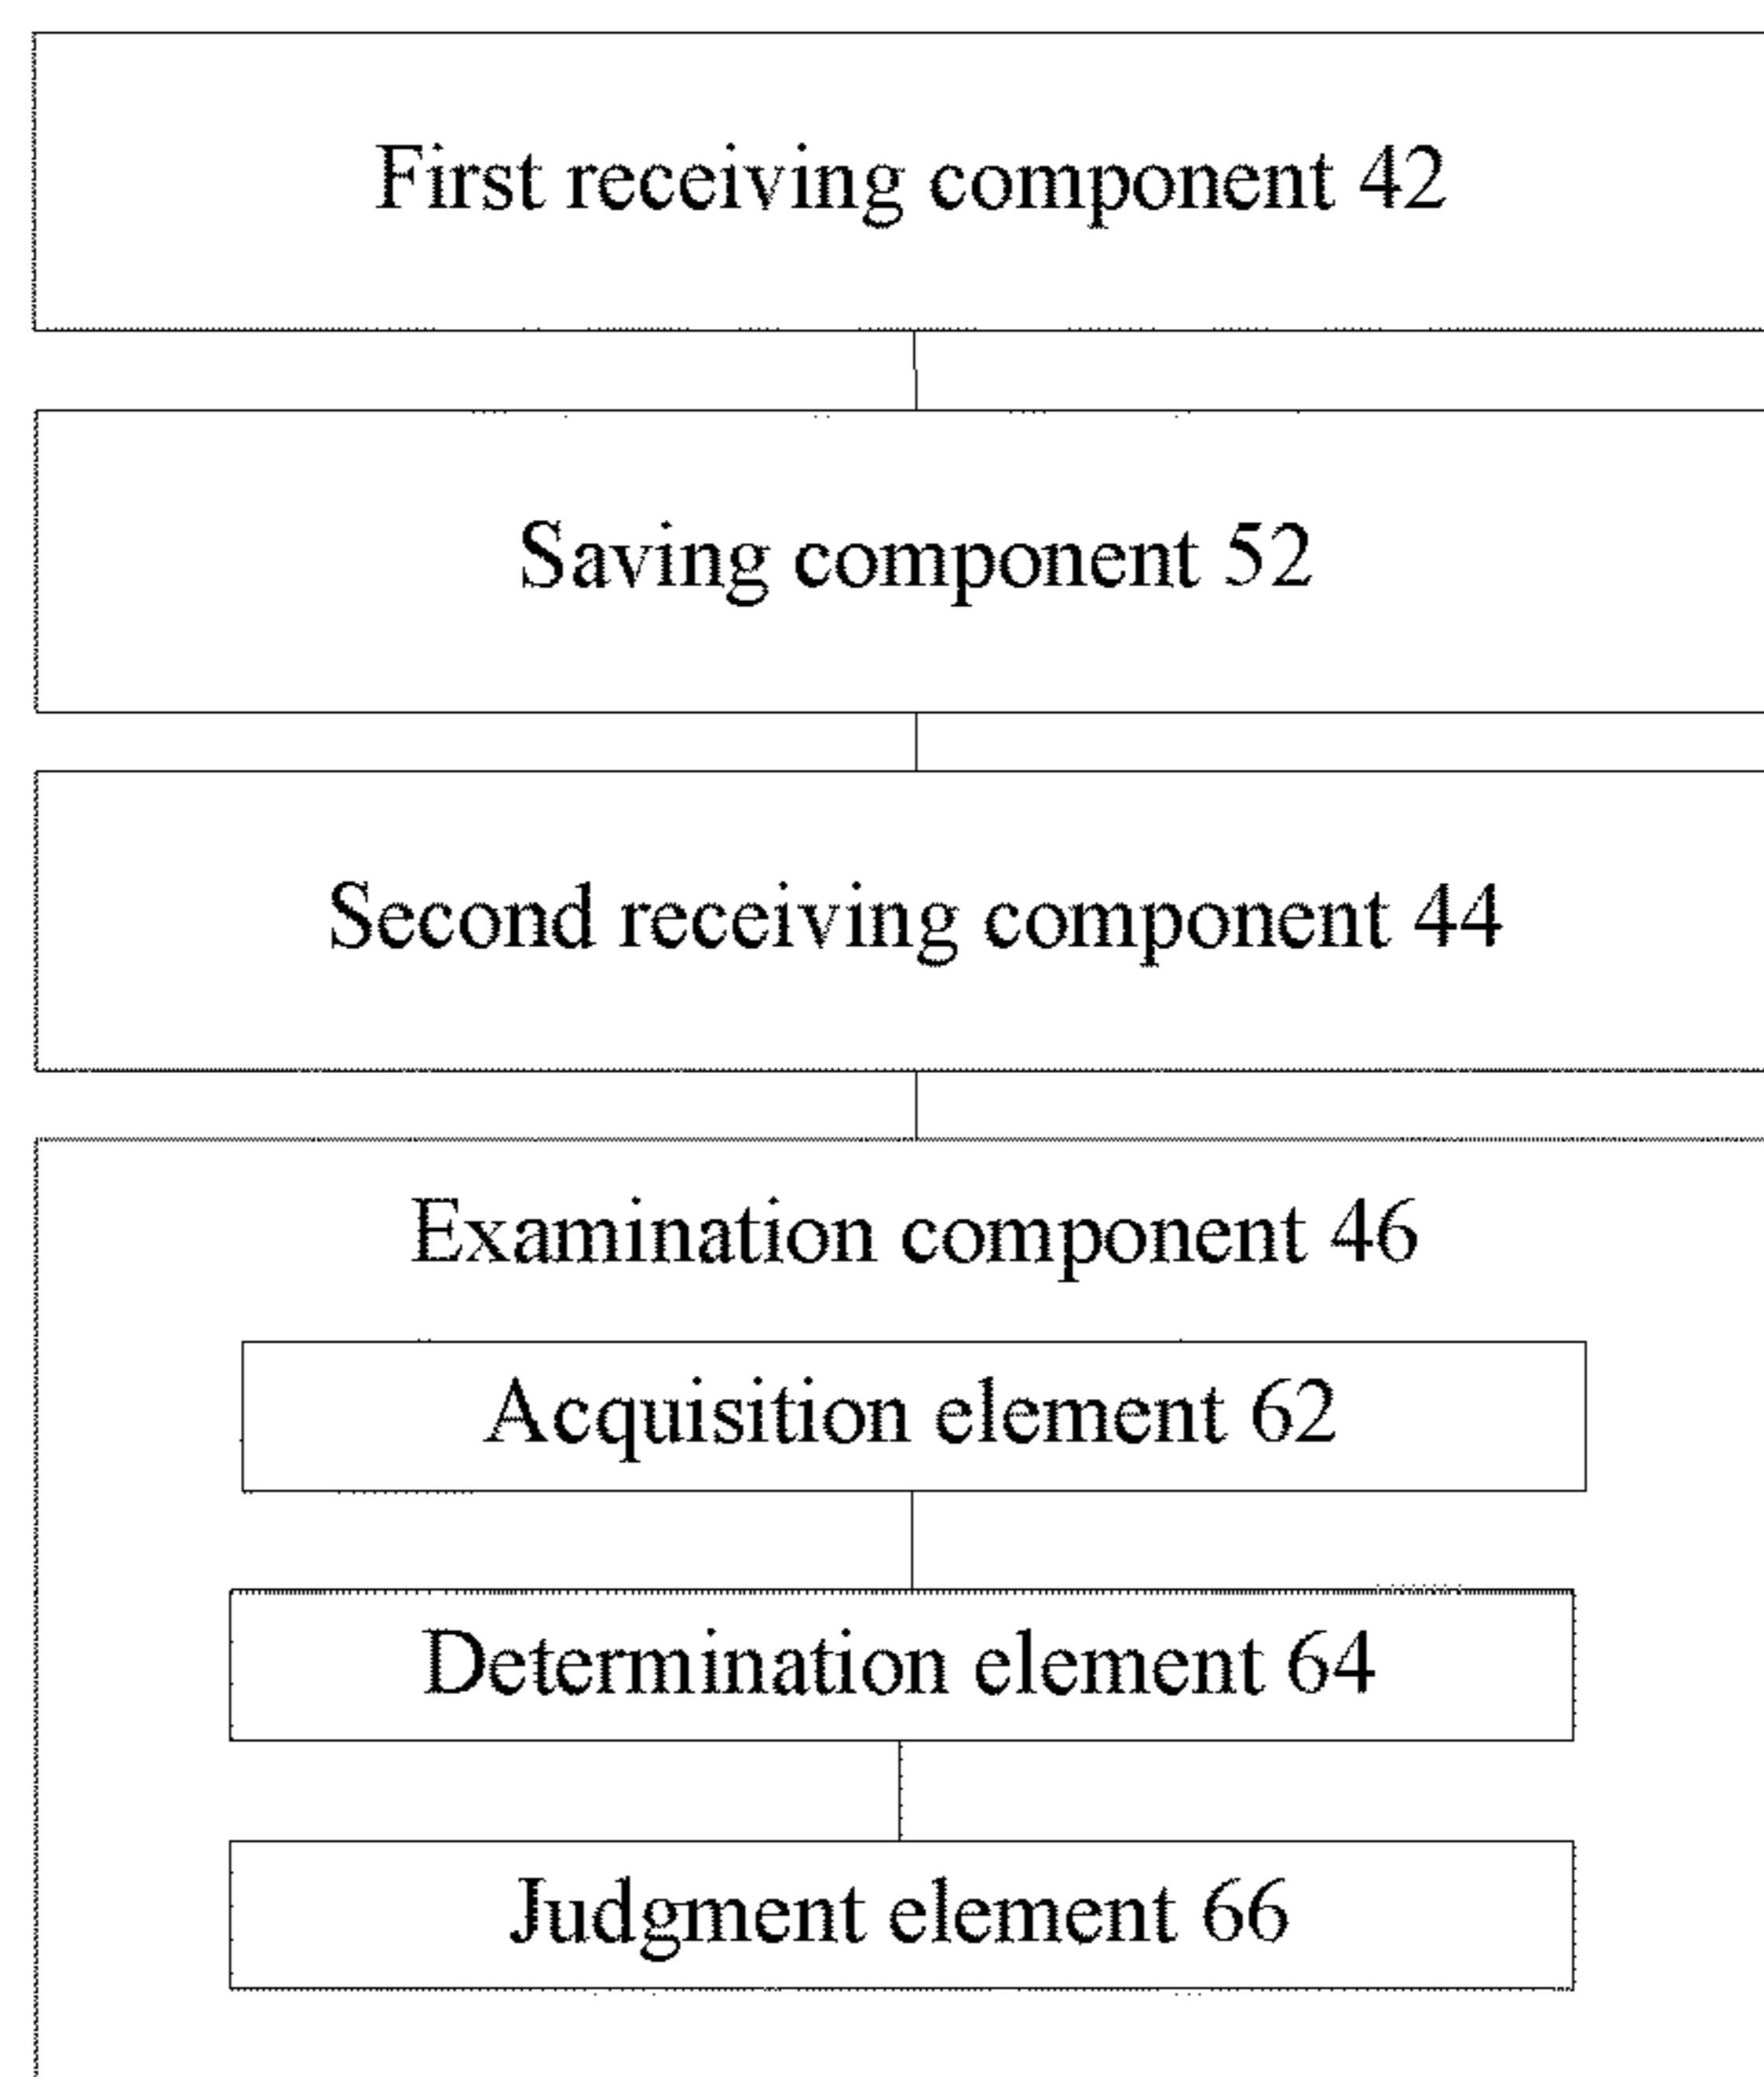 First receiving component 42
Saving component 52
Second receiving component 44
Examination component 46
Acquisition element 62
Determination element 64
Judgment element 66